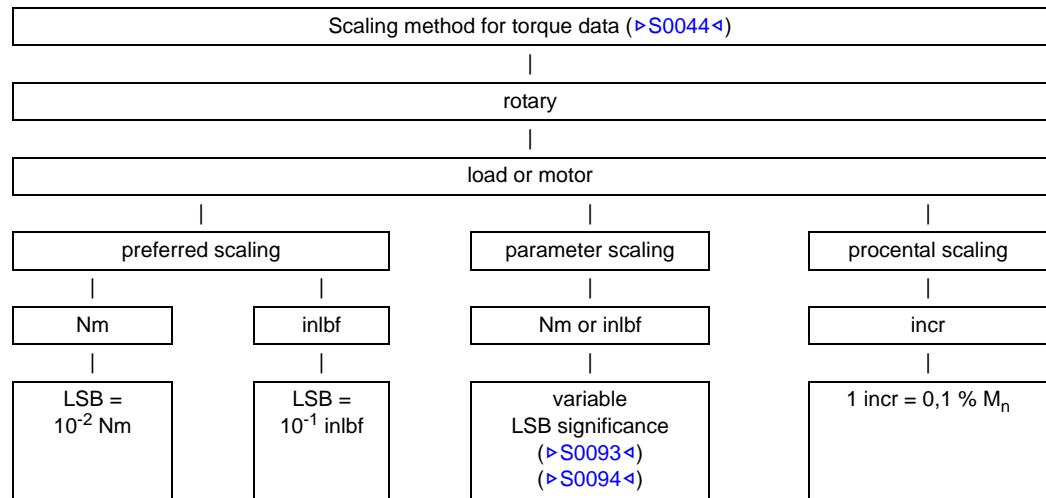 Scaling method for torque data (▹S0044◃)
rotary
load or motor
preferred scaling parameter scaling procental scaling
Nm inlbf Nm or inlbf incr
LSB = LSB = variable 1 incr = 0,1 % Mn
10-2 Nm 10-1 inlbf LSB significance
(▹S0093◃)
(▹S0094◃)